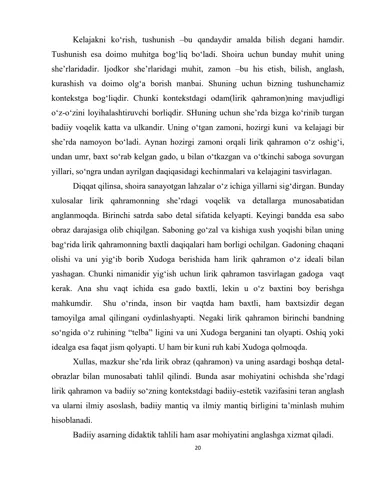 Kelajakni ko‘rish, tushunish –bu qandaydir amalda bilish degani hamdir.
Tushunish esa doimo muhitga bog‘liq bo‘ladi. Shoira uchun bunday muhit uning
she’rlaridadir. Ijodkor she’rlaridagi muhit, zamon –bu his etish, bilish, anglash,
kurashish va doimo olg‘a borish manbai. Shuning uchun bizning tushunchamiz
kontekstga bog‘liqdir. Chunki kontekstdagi odam(lirik qahramon)ning mavjudligi
o‘z-o‘zini loyihalashtiruvchi borliqdir. SHuning uchun she’rda bizga ko‘rinib turgan
badiiy voqelik katta va ulkandir. Uning o‘tgan zamoni, hozirgi kuni va kelajagi bir
she’rda namoyon bo‘ladi. Aynan hozirgi zamoni orqali lirik qahramon o‘z oshig‘i,
undan umr, baxt so‘rab kelgan gado, u bilan o‘tkazgan va o‘tkinchi saboga sovurgan
yillari, so‘ngra undan ayrilgan daqiqasidagi kechinmalari va kelajagini tasvirlagan.
Diqqat qilinsa, shoira sanayotgan lahzalar o‘z ichiga yillarni sig‘dirgan. Bunday
xulosalar lirik qahramonning she’rdagi voqelik va detallarga munosabatidan
anglanmoqda. Birinchi satrda sabo detal sifatida kelyapti. Keyingi bandda esa sabo
obraz darajasiga olib chiqilgan. Saboning go‘zal va kishiga xush yoqishi bilan uning
bag‘rida lirik qahramonning baxtli daqiqalari ham borligi ochilgan. Gadoning chaqani
olishi va uni yig‘ib borib Xudoga berishida ham lirik qahramon o‘z ideali bilan
yashagan. Chunki nimanidir yig‘ish uchun lirik qahramon tasvirlagan gadoga vaqt
kerak. Ana shu vaqt ichida esa gado baxtli, lekin u o‘z baxtini boy berishga
mahkumdir. Shu o‘rinda, inson bir vaqtda ham baxtli, ham baxtsizdir degan
tamoyilga amal qilingani oydinlashyapti. Negaki lirik qahramon birinchi bandning
so‘ngida o‘z ruhining “telba” ligini va uni Xudoga berganini tan olyapti. Oshiq yoki
idealga esa faqat jism qolyapti. U ham bir kuni ruh kabi Xudoga qolmoqda.
Xullas, mazkur she’rda lirik obraz (qahramon) va uning asardagi boshqa detal-
obrazlar bilan munosabati tahlil qilindi. Bunda asar mohiyatini ochishda she’rdagi
lirik qahramon va badiiy so‘zning kontekstdagi badiiy-estetik vazifasini teran anglash
va ularni ilmiy asoslash, badiiy mantiq va ilmiy mantiq birligini ta’minlash muhim
hisoblanadi.
Badiiy asarning didaktik tahlili ham asar mohiyatini anglashga xizmat qiladi.
20